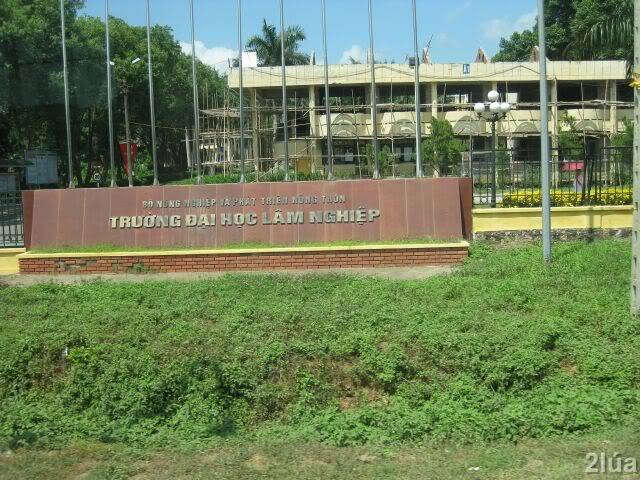 BỘ NÔNG NGHIỆP VÀ PHÁT TRIỂN NÔNG THÔN
TRƯỜNG ĐẠI HỌC LÂM NGHIỆP
2lúa